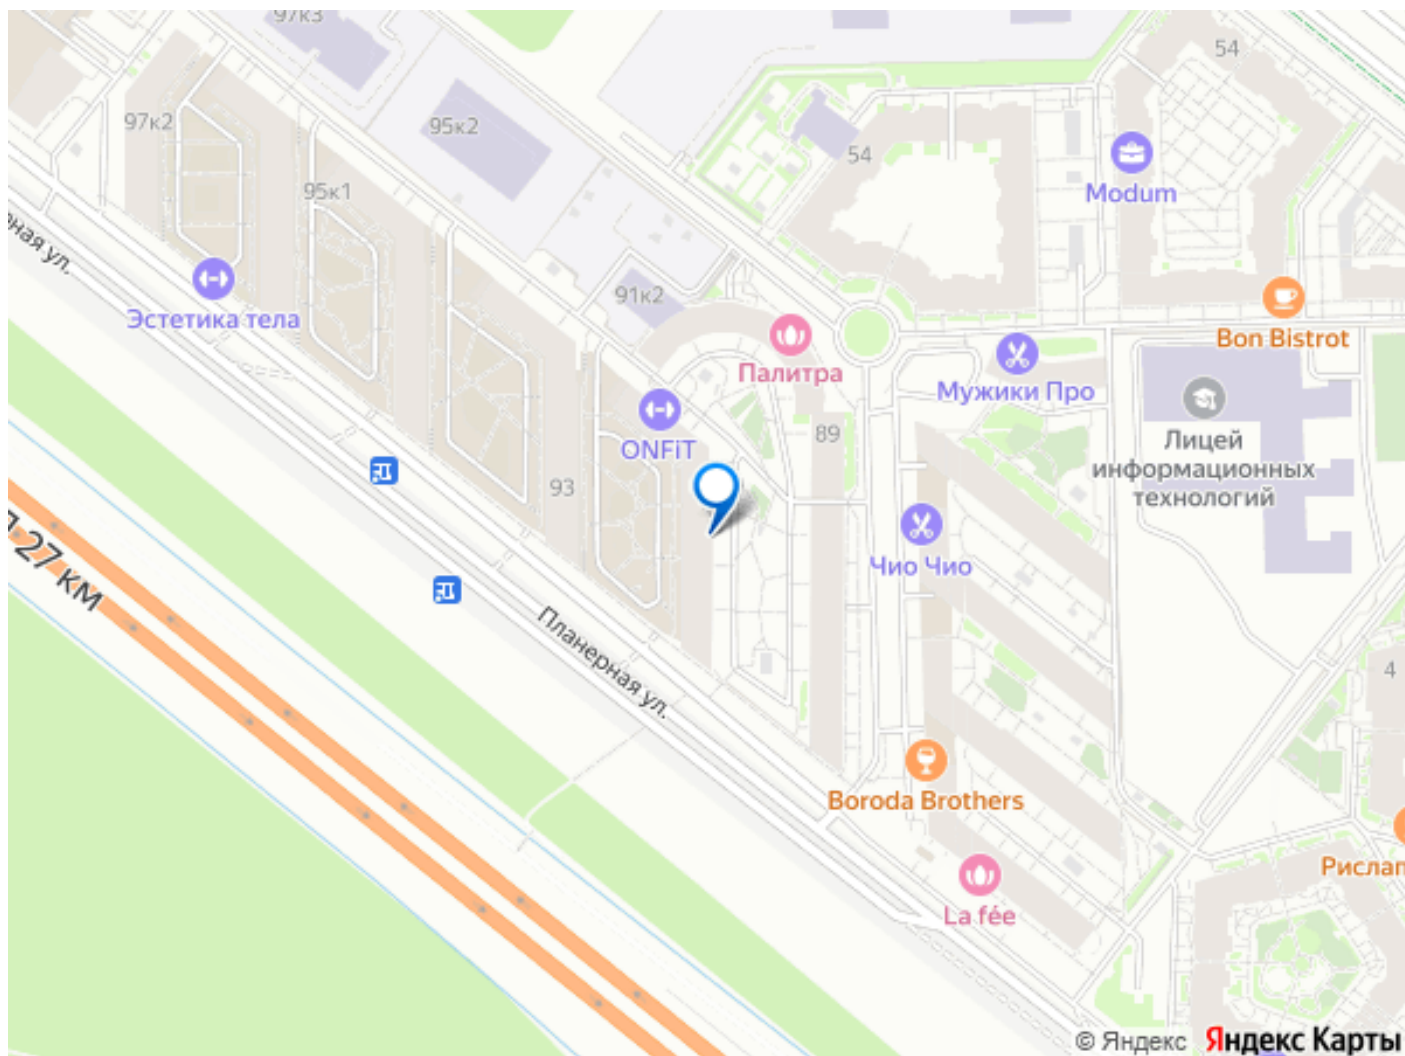 97к3
54
97к2
95к2
54
Modum
95к1
рная ул.
Эстетика тела
91к2
Палитра
Мужики Про
Bon Bistrot
ONFiT
89
Лицей
информационных
технологий
93
Чио Чио
27 км
Планерная ул.
4
Boroda Brothers
La fée
Рислан
© Яндекс Яндекс Карты